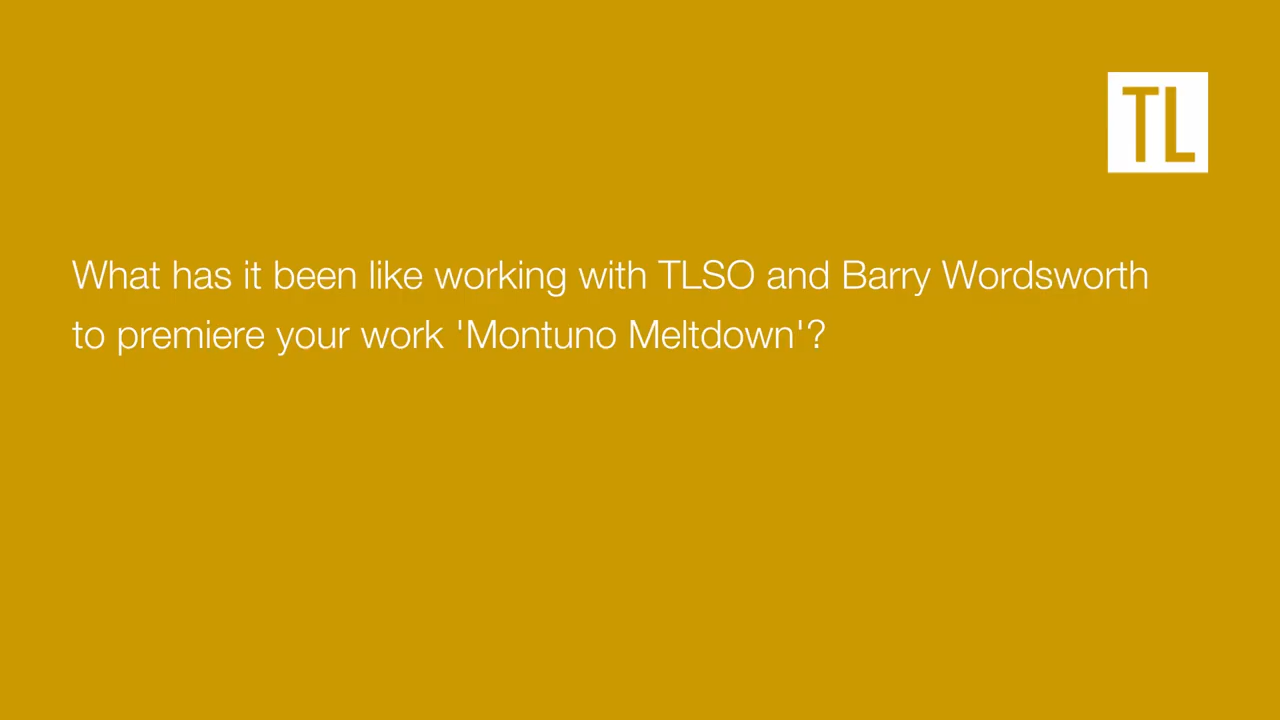 TL
What has it been like working with TLSO and Barry Wordsworth
to premiere your work 'Montuno Meltdown'?